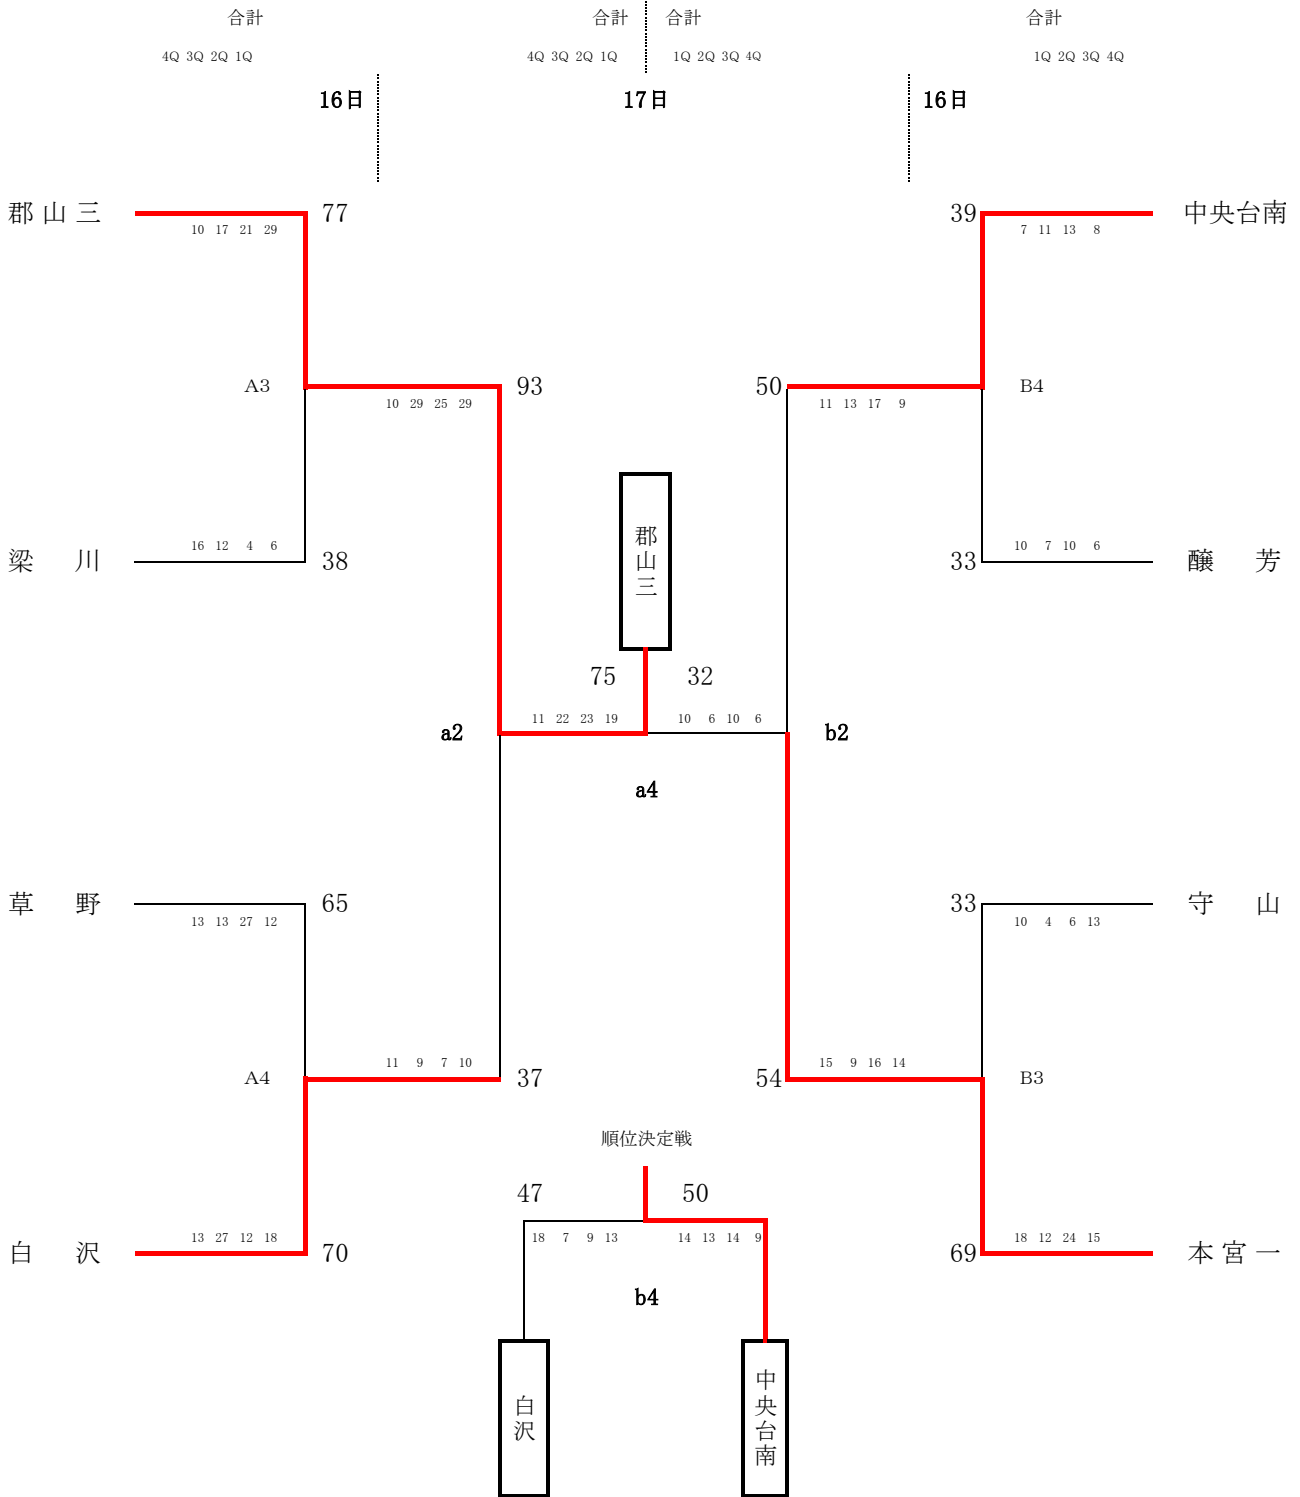 合計 合計 合計 合計
4Q 3Q 2Q 1Q 4Q 3Q 2Q 1Q 1Q 2Q 3Q 4Q 1Q 2Q 3Q 4Q
16日 17日 16日
郡山三 77 39 中央台南
10 17 21 29 7 11 13 8
A3 93 50 B4
10 29 25 29 11 13 17 9
郡山三
16 12 4 6 10 7 10 6
梁川 38 33 醸芳
75 32
11 22 23 19 10 6 10 6
a2 b2
a4
草野 65 33 守山
13 13 27 12 10 4 6 13
11 9 7 10 15 9 16 14
A4 37 54 B3
順位決定戦
47 50
13 27 12 18 18 7 9 13 14 13 14 9 18 12 24 15
白沢 70 69 本宮一
b4
白沢
中央台南